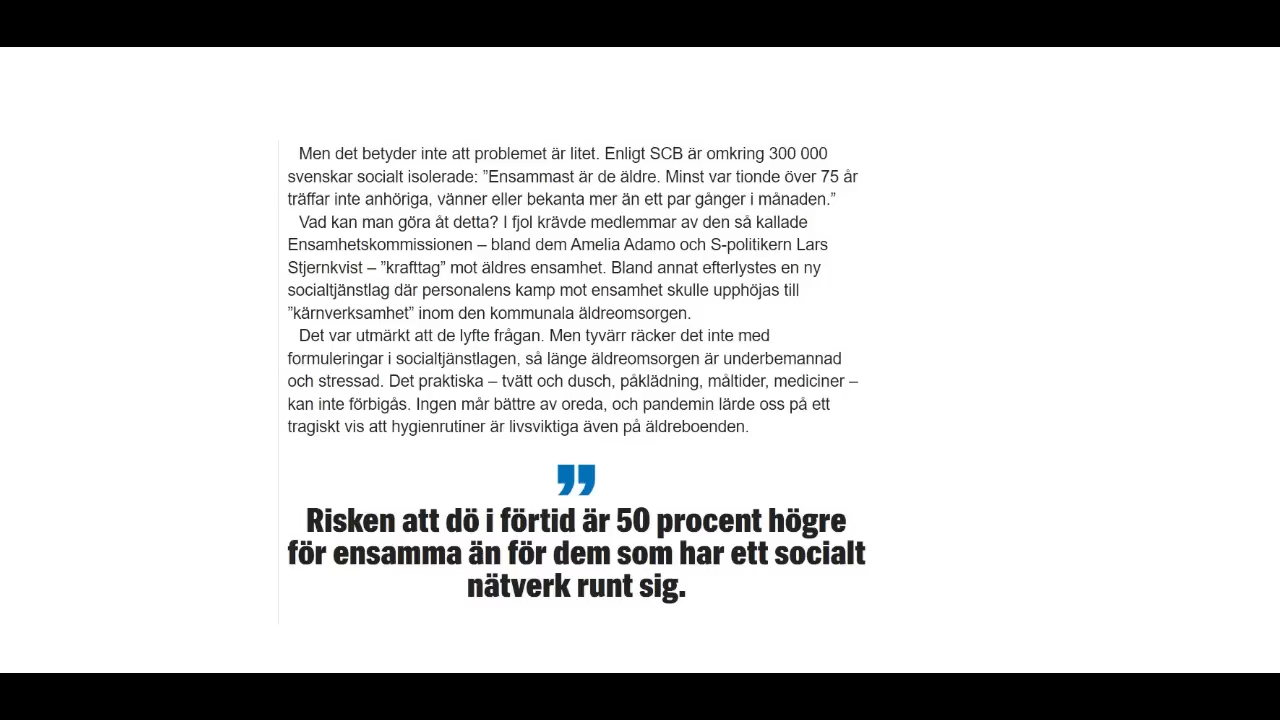 Men det betyder inte att problemet är litet. Enligt SCB är omkring 300 000
svenskar socialt isolerade: ”Ensammast är de äldre. Minst var tionde över 75 år
träffar inte anhöriga, vänner eller bekanta mer än ett par gånger i månaden.”
Vad kan man göra åt detta? I fjol krävde medlemmar av den så kallade
Ensamhetskommissionen – bland dem Amelia Adamo och S-politikern Lars
Stjernkvist – ”krafttag” mot äldres ensamhet. Bland annat efterlystes en ny
socialtjänstlag där personalens kamp mot ensamhet skulle upphöjas till
”kärnverksamhet” inom den kommunala äldreomsorgen.
Det var utmärkt att de lyfte frågan. Men tyvärr räcker det inte med
formuleringar i socialtjänstlagen, så länge äldreomsorgen är underbemannad
och stressad. Det praktiska – tvätt och dusch, påklädning, måltider, mediciner –
kan inte förbigås. Ingen mår bättre av oreda, och pandemin lärde oss på ett
tragiskt vis att hygienrutiner är livsviktiga även på äldreboenden.
”
Risken att dö i förtid är 50 procent högre
för ensamma än för dem som har ett socialt
nätverk runt sig.